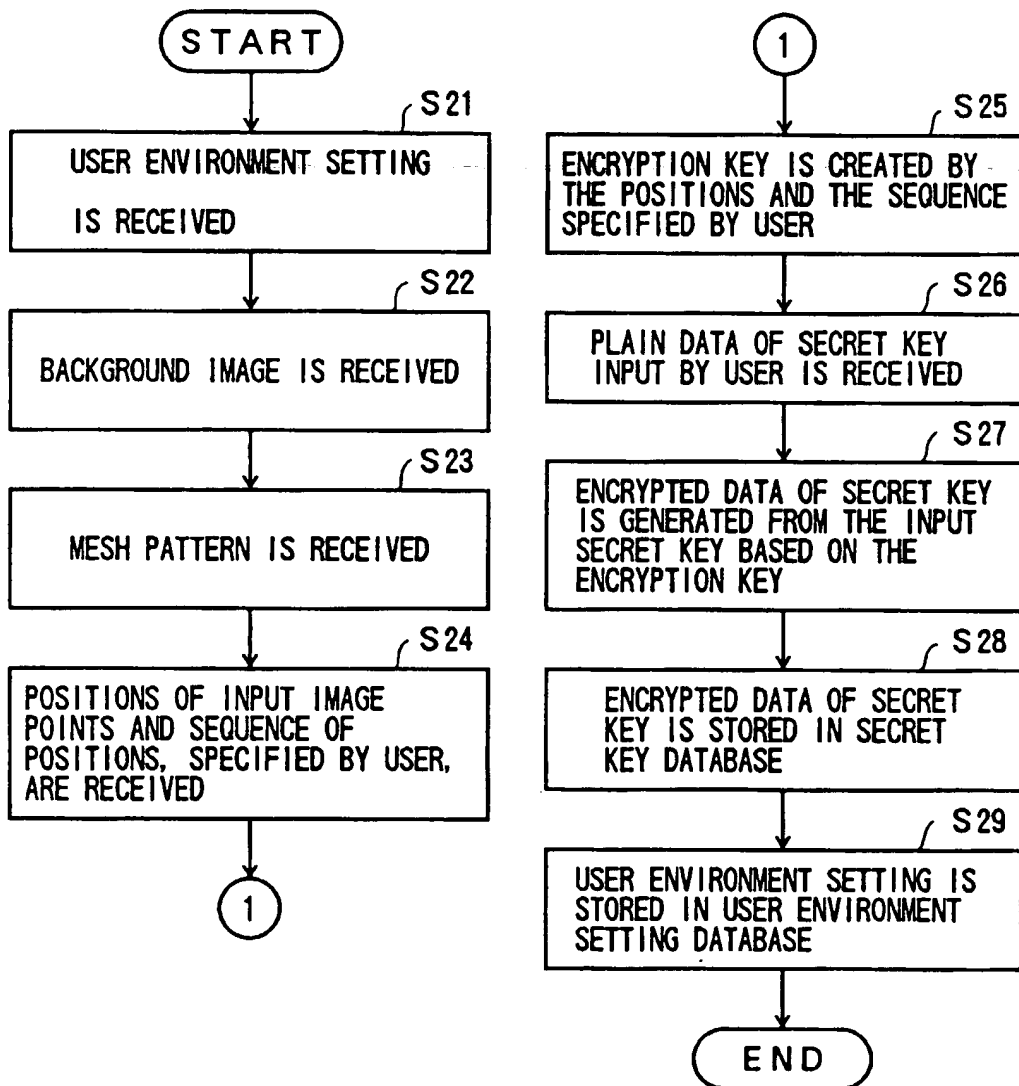 START
S21
USER ENVIRONMENT SETTING
IS RECEIVED
S22
BACKGROUND IMAGE IS RECEIVED
S23
MESH PATTERN IS RECEIVED
S24
POSITIONS OF INPUT IMAGE
POINTS AND SEQUENCE OF
POSITIONS, SPECIFIED BY USER,
ARE RECEIVED
1
1
S25
ENCRYPTION KEY IS CREATED BY
THE POSITIONS AND THE SEQUENCE
SPECIFIED BY USER
S26
PLAIN DATA OF SECRET KEY
INPUT BY USER IS RECEIVED
S27
ENCRYPTED DATA OF SECRET KEY
IS GENERATED FROM THE INPUT
SECRET KEY BASED ON THE
ENCRYPTION KEY
S28
ENCRYPTED DATA OF SECRET
KEY IS STORED IN SECRET
KEY DATABASE
S29
USER ENVIRONMENT SETTING IS
STORED IN USER ENVIRONMENT
SETTING DATABASE
END